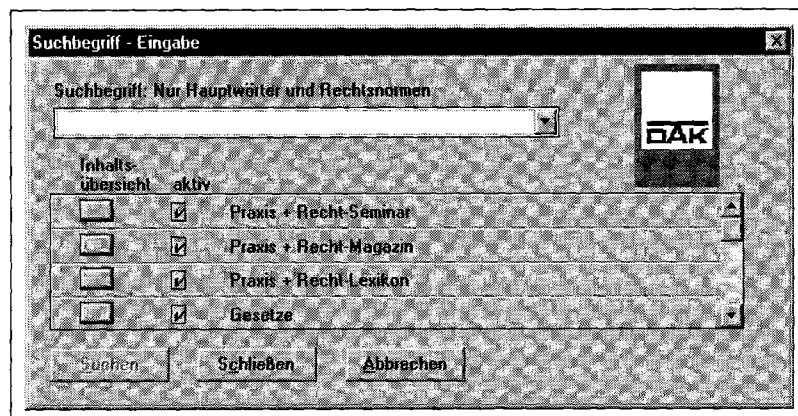 Suchbegriff - Eingabe
Suchbegriff: Nur Hauptwörter und Rechtsnormen
DAK
Inhalts-
übersicht aktiv
Praxis + Recht-Seminar
Praxis + Recht-Magazin
Praxis + Recht-Lexikon
Gesetze
Suchen Schließen Abbrechen